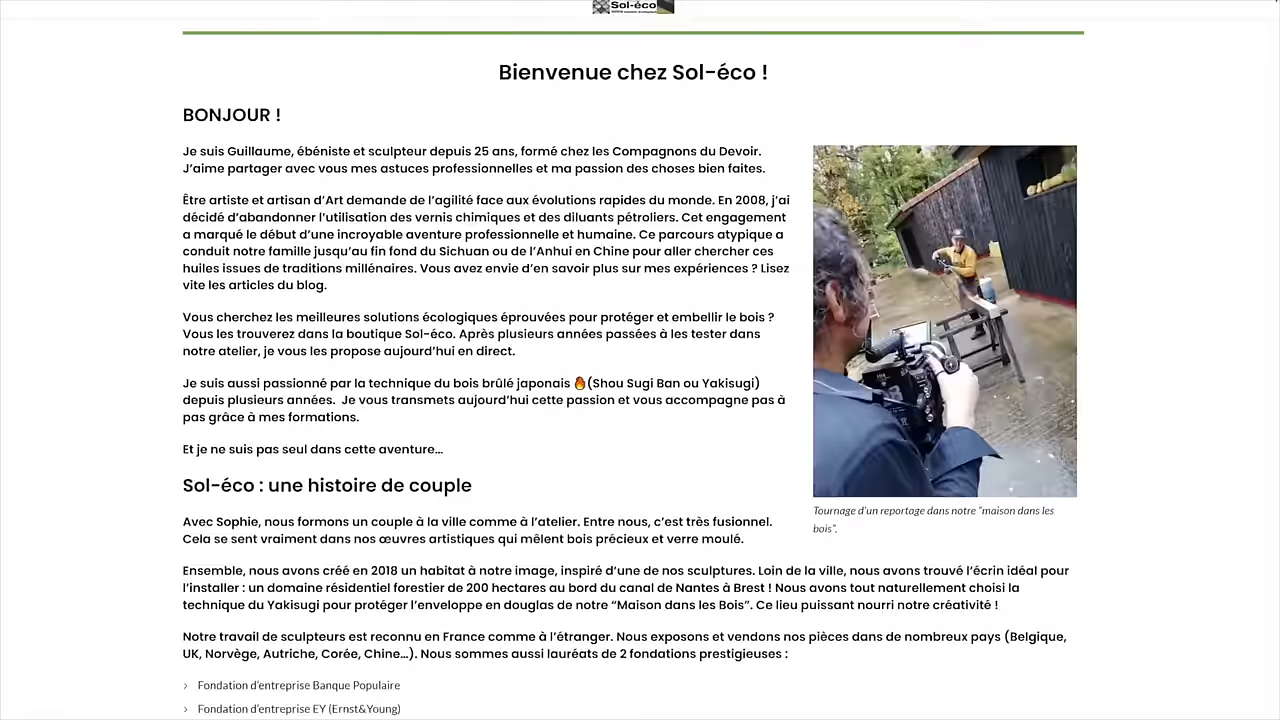 Sol-éco
Bienvenue chez Sol-éco !
BONJOUR !
Je suis Guillaume, ébéniste et sculpteur depuis 25 ans, formé chez les Compagnons du Devoir.
J’aime partager avec vous mes astuces professionnelles et ma passion des choses bien faites.
Être artiste et artisan d’Art demande de l’agilité face aux évolutions rapides du monde. En 2008, j’ai
décidé d’abandonner l’utilisation des vernis chimiques et des diluants pétroliers. Cet engagement
a marqué le début d’une incroyable aventure professionnelle et humaine. Ce parcours atypique a
conduit notre famille jusqu’au fin fond du Sichuan ou de l’Anhui en Chine pour aller chercher ces
huiles issues de traditions millénaires. Vous avez envie d’en savoir plus sur mes expériences ? Lisez
vite les articles du blog.
Vous cherchez les meilleures solutions écologiques éprouvées pour protéger et embellir le bois ?
Vous les trouverez dans la boutique Sol-éco. Après plusieurs années passées à les tester dans
notre atelier, je vous les propose aujourd’hui en direct.
Je suis aussi passionné par la technique du bois brûlé japonais 🔥(Shou Sugi Ban ou Yakisugi)
depuis plusieurs années. Je vous transmets aujourd’hui cette passion et vous accompagne pas à
pas grâce à mes formations.
Et je ne suis pas seul dans cette aventure…
Sol-éco : une histoire de couple
Avec Sophie, nous formons un couple à la ville comme à l’atelier. Entre nous, c’est très fusionnel.
Cela se sent vraiment dans nos œuvres artistiques qui mêlent bois précieux et verre moulé.
Tournage d’un reportage dans notre “maison dans les
bois”.
Ensemble, nous avons créé en 2018 un habitat à notre image, inspiré d’une de nos sculptures. Loin de la ville, nous avons trouvé l’écrin idéal pour
l’installer : un domaine résidentiel forestier de 200 hectares au bord du canal de Nantes à Brest ! Nous avons tout naturellement choisi la
technique du Yakisugi pour protéger l’enveloppe en douglas de notre “Maison dans les Bois”. Ce lieu puissant nourri notre créativité !
Notre travail de sculpteurs est reconnu en France comme à l’étranger. Nous exposons et vendons nos pièces dans de nombreux pays (Belgique,
UK, Norvège, Autriche, Corée, Chine…). Nous sommes aussi lauréats de 2 fondations prestigieuses :
Fondation d’entreprise Banque Populaire
Fondation d’entreprise EY (Ernst&Young)